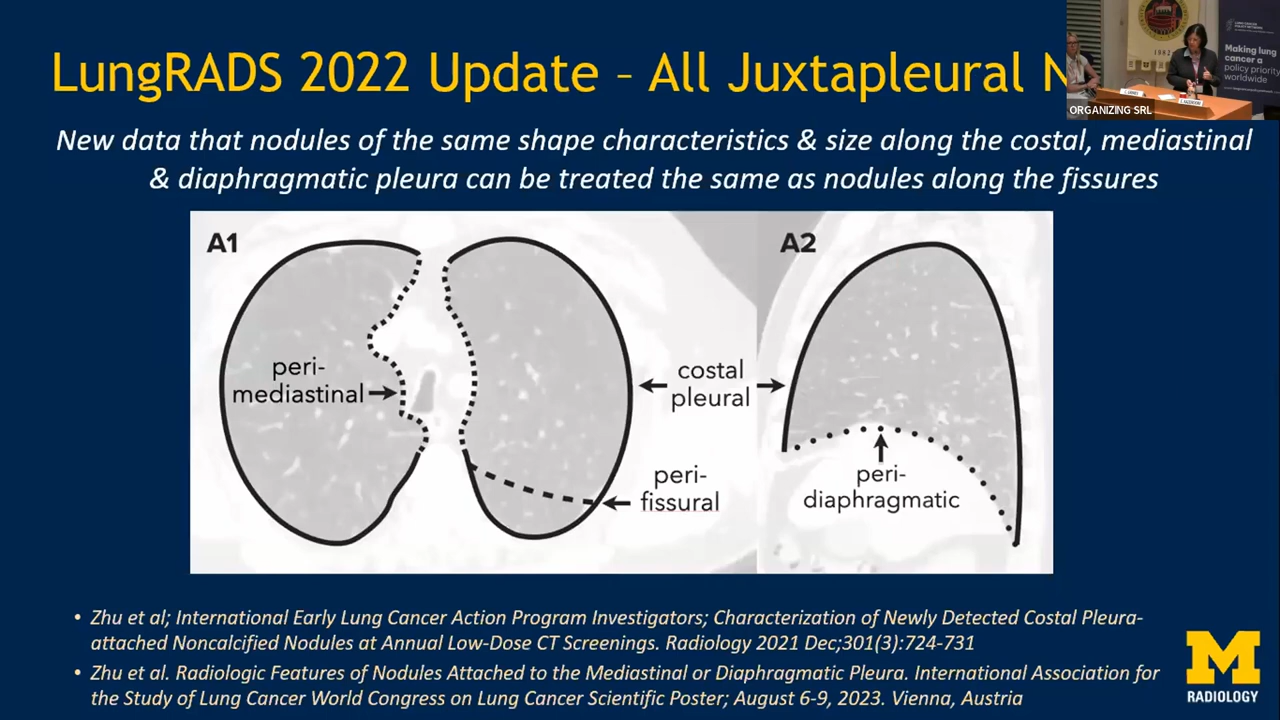 LungRADS 2022 Update - All Juxtapleural N
ORGANIZING SRL
Making lung
cancer a
policy priority
worldwide
New data that nodules of the same shape characteristics & size along the costal, mediastinal
& diaphragmatic pleura can be treated the same as nodules along the fissures
A1
A2
peri-
mediastinal
costal
pleural
peri-
fissural
peri-
diaphragmatic
• Zhu et al; International Early Lung Cancer Action Program Investigators; Characterization of Newly Detected Costal Pleura-
attached Noncalcified Nodules at Annual Low-Dose CT Screenings. Radiology 2021 Dec;301(3):724-731
• Zhu et al. Radiologic Features of Nodules Attached to the Mediastinal or Diaphragmatic Pleura. International Association for
the Study of Lung Cancer World Congress on Lung Cancer Scientific Poster; August 6-9, 2023. Vienna, Austria
M
RADIOLOGY